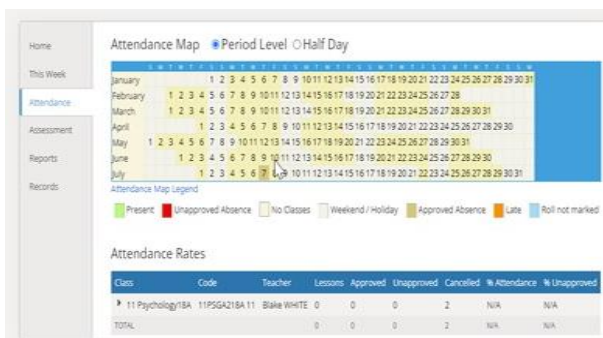 Home
This Week
Attendance
Assessment
Reports
Records
Attendance Map Period Level Half Day
January 1 2 3 4 5 6 7 8 9 10 11 12 13 14 15 16 17 18 19 20 21 22 23 24 25 26 27 28 29 30 31
February 1 2 3 4 5 6 7 8 9 10 11 12 13 14 15 16 17 18 19 20 21 22 23 24 25 26 27 28
March 1 2 3 4 5 6 7 8 9 10 11 12 13 14 15 16 17 18 19 20 21 22 23 24 25 26 27 28 29 30 31
April 1 2 3 4 5 6 7 8 9 10 11 12 13 14 15 16 17 18 19 20 21 22 23 24 25 26 27 28 29 30
May 1 2 3 4 5 6 7 8 9 10 11 12 13 14 15 16 17 18 19 20 21 22 23 24 25 26 27 28 29 30 31
June 1 2 3 4 5 6 7 8 9 10 11 12 13 14 15 16 17 18 19 20 21 22 23 24 25 26 27 28 29 30
July 1 2 3 4 5 6 7 8 9 10 11 12 13 14 15 16 17 18 19 20 21 22 23 24 25 26 27 28 29 30 31
Attendance Map Legend
Present Unapproved Absence No Classes Weekend / Holiday Approved Absence Late Roll not marked
Attendance Rates
Class Code Teacher Lessons Approved Unapproved Cancelled % Attendance % Unapproved
11 Psychology18A 11PSGA218A 11 Blake WHITE 0 0 0 2 N/A N/A
TOTAL 0 0 0 2 N/A N/A